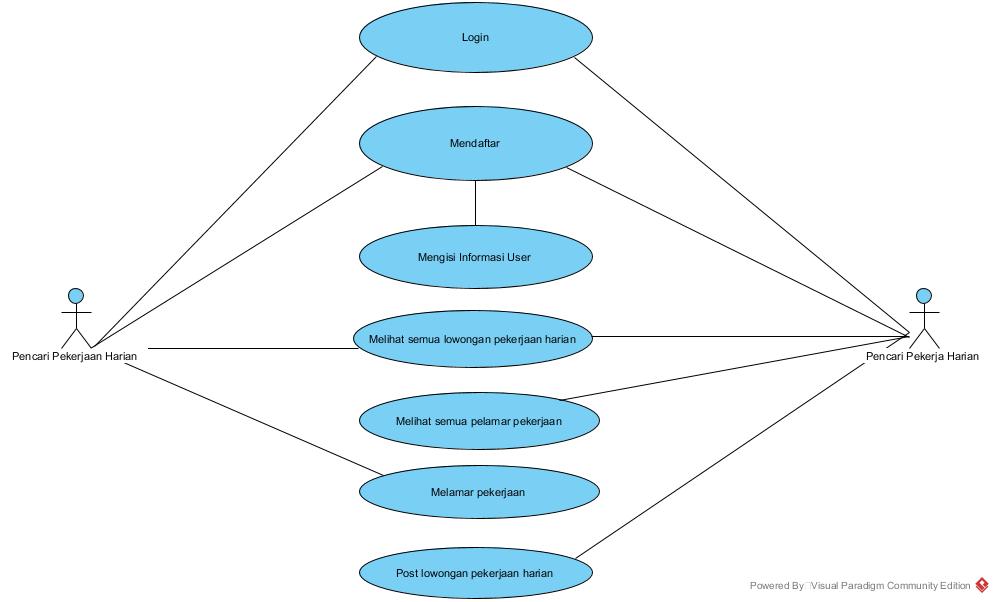 Login
Mendaftar
Mengisi Informasi User
Melihat semua lowongan pekerjaan harian
Pencari Pekerjaan Harian
Pencari Pekerja Harian
Melihat semua pelamar pekerjaan
Melamar pekerjaan
Post lowongan pekerjaan harian
Powered By Visual Paradigm Community Edition